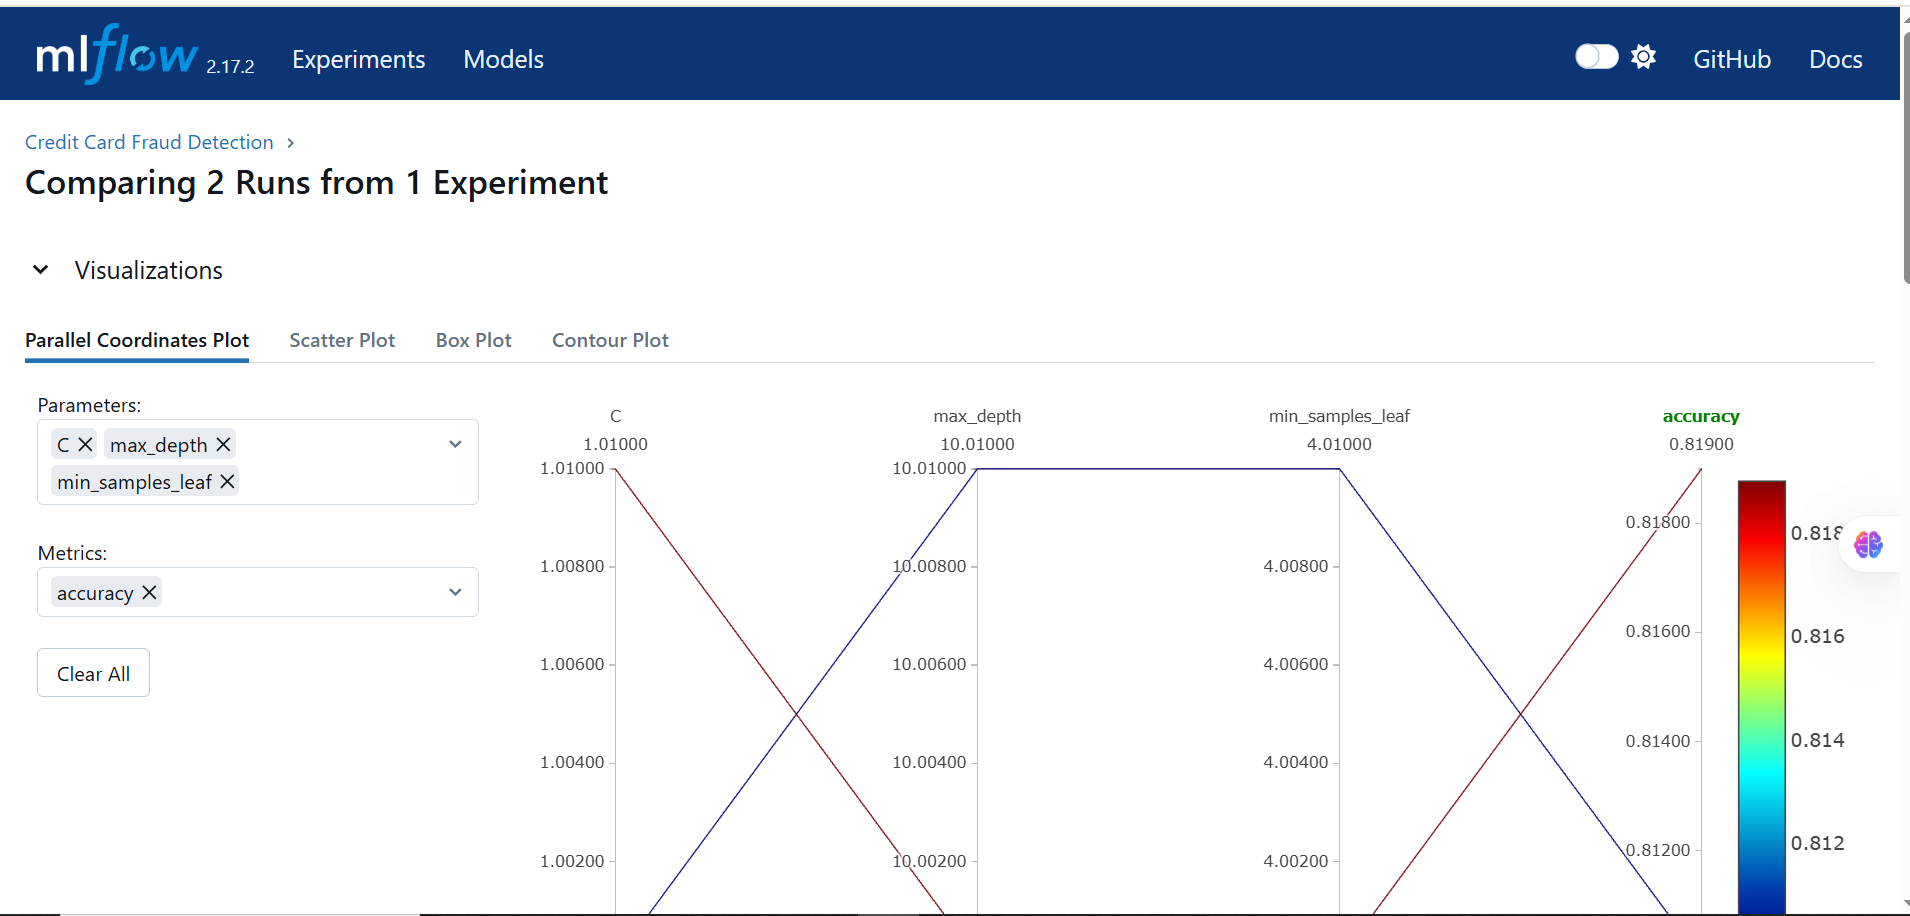 mlflow 2.17.2 Experiments Models GitHub Docs
Credit Card Fraud Detection
Comparing 2 Runs from 1 Experiment
Visualizations
Parallel Coordinates Plot Scatter Plot Box Plot Contour Plot
Parameters:
C max_depth
min_samples_leaf
Metrics:
accuracy
Clear All
C max_depth min_samples_leaf accuracy
1.01000 10.01000 4.01000 0.81900
1.01000 10.01000
0.81800
1.00800 10.00800 4.00800
0.81600
1.00600 10.00600 4.00600
0.81400
1.00400 10.00400 4.00400
0.81200
1.00200 10.00200 4.00200
0.818
0.816
0.814
0.812